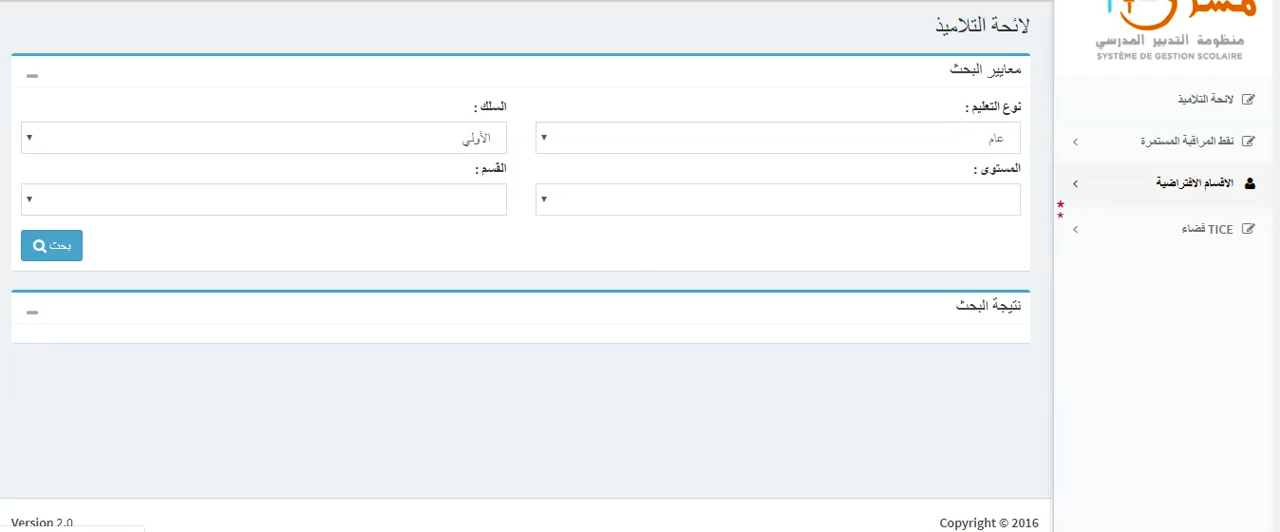 لائحة التلاميذ
معايير البحث
نوع التعليم :
السلك :
عام
الأولي
المستوى :
القسم :
بحث
نتيجة البحث
Version 2.0
Copyright © 2016
منظومة التدبير المدرسي
SYSTÈME DE GESTION SCOLAIRE
لائحة التلاميذ
نقط المراقبة المستمرة
الاقسام الافتراضية
*
*
TICE فضاء